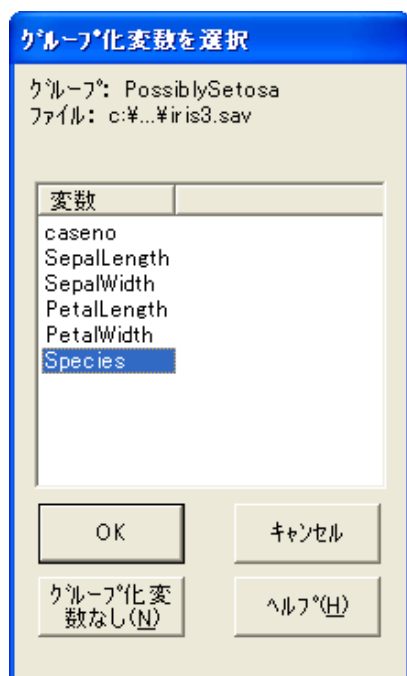 ｸﾞﾙｰﾌﾟ化変数を選択
ｸﾞﾙｰﾌﾟ: PossiblySetosa
ﾌｧｲﾙ: c:¥...¥iris3.sav
変数
caseno
SepalLength
SepalWidth
PetalLength
PetalWidth
Species
OK
ｷｬﾝｾﾙ
ｸﾞﾙｰﾌﾟ化変
数なし(N)
ﾍﾙﾌﾟ(H)